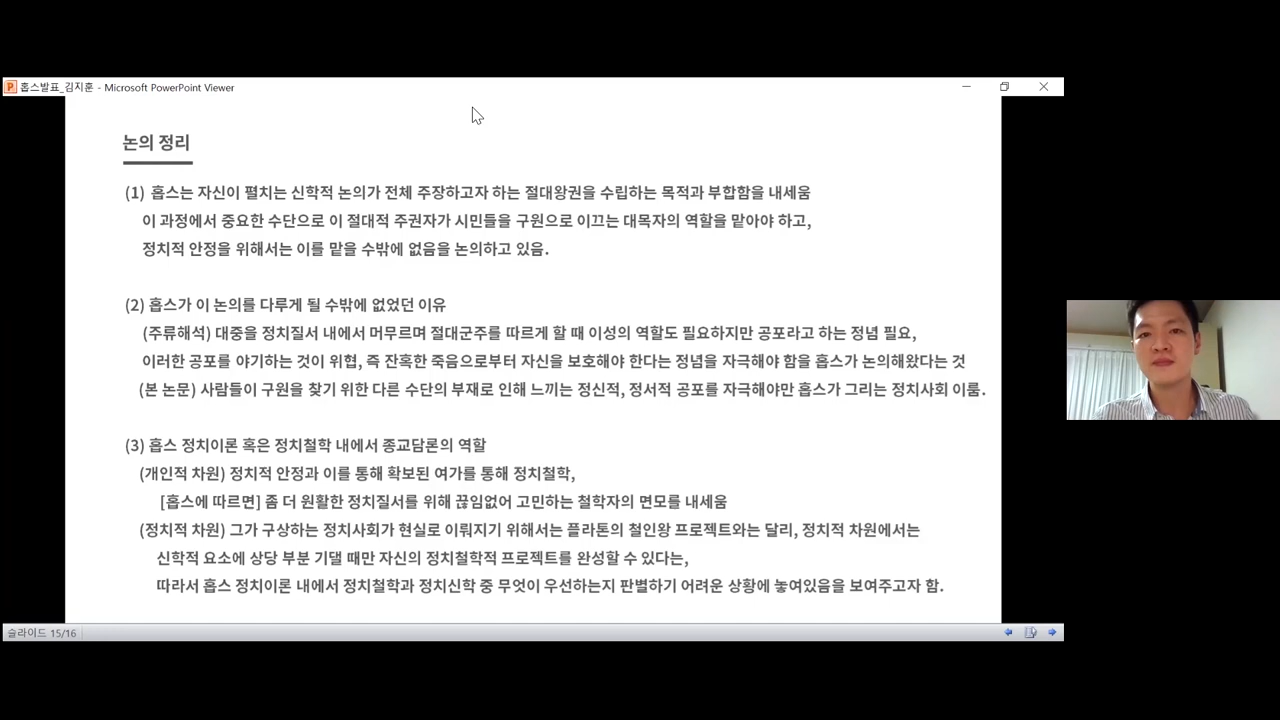 홉스발표_김지훈 - Microsoft PowerPoint Viewer
논의 정리
(1) 홉스는 자신이 펼치는 신학적 논의가 전체 주장하고자 하는 절대왕권을 수립하는 목적과 부합함을 내세움
이 과정에서 중요한 수단으로 이 절대적 주권자가 시민들을 구원으로 이끄는 대목자의 역할을 맡아야 하고,
정치적 안정을 위해서는 이를 맡을 수밖에 없음을 논의하고 있음.
(2) 홉스가 이 논의를 다루게 될 수밖에 없었던 이유
(주류해석) 대중을 정치질서 내에서 머무르며 절대군주를 따르게 할 때 이성의 역할도 필요하지만 공포라고 하는 정념 필요,
이러한 공포를 야기하는 것이 위협, 즉 잔혹한 죽음으로부터 자신을 보호해야 한다는 정념을 자극해야 함을 홉스가 논의해왔다는 것
(본 논문) 사람들이 구원을 찾기 위한 다른 수단의 부재로 인해 느끼는 정신적, 정서적 공포를 자극해야만 홉스가 그리는 정치사회 이룸.
(3) 홉스 정치이론 혹은 정치철학 내에서 종교담론의 역할
(개인적 차원) 정치적 안정과 이를 통해 확보된 여가를 통해 정치철학,
[홉스에 따르면] 좀 더 원활한 정치질서를 위해 끊임없어 고민하는 철학자의 면모를 내세움
(정치적 차원) 그가 구상하는 정치사회가 현실로 이뤄지기 위해서는 플라톤의 철인왕 프로젝트와는 달리, 정치적 차원에서는
신학적 요소에 상당 부분 기댈 때만 자신의 정치철학적 프로젝트를 완성할 수 있다는,
따라서 홉스 정치이론 내에서 정치철학과 정치신학 중 무엇이 우선하는지 판별하기 어려운 상황에 놓여있음을 보여주고자 함.
슬라이드 15/16